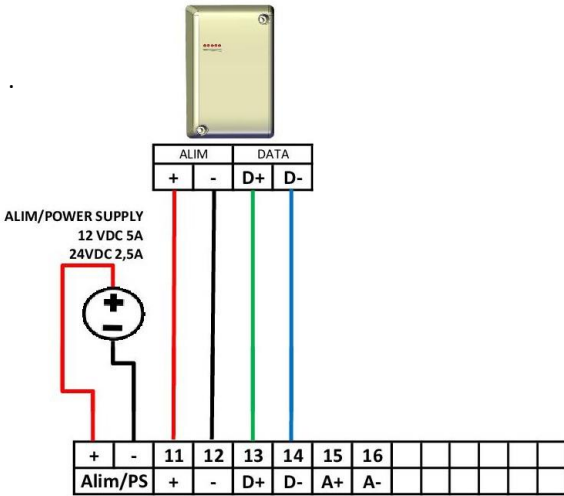 .
ALIM DATA
+ - D+ D-
ALIM/POWER SUPPLY
12 VDC 5A
24VDC 2,5A
+
-
+ - 11 12 13 14 15 16
Alim/PS + - D+ D- A+ A-